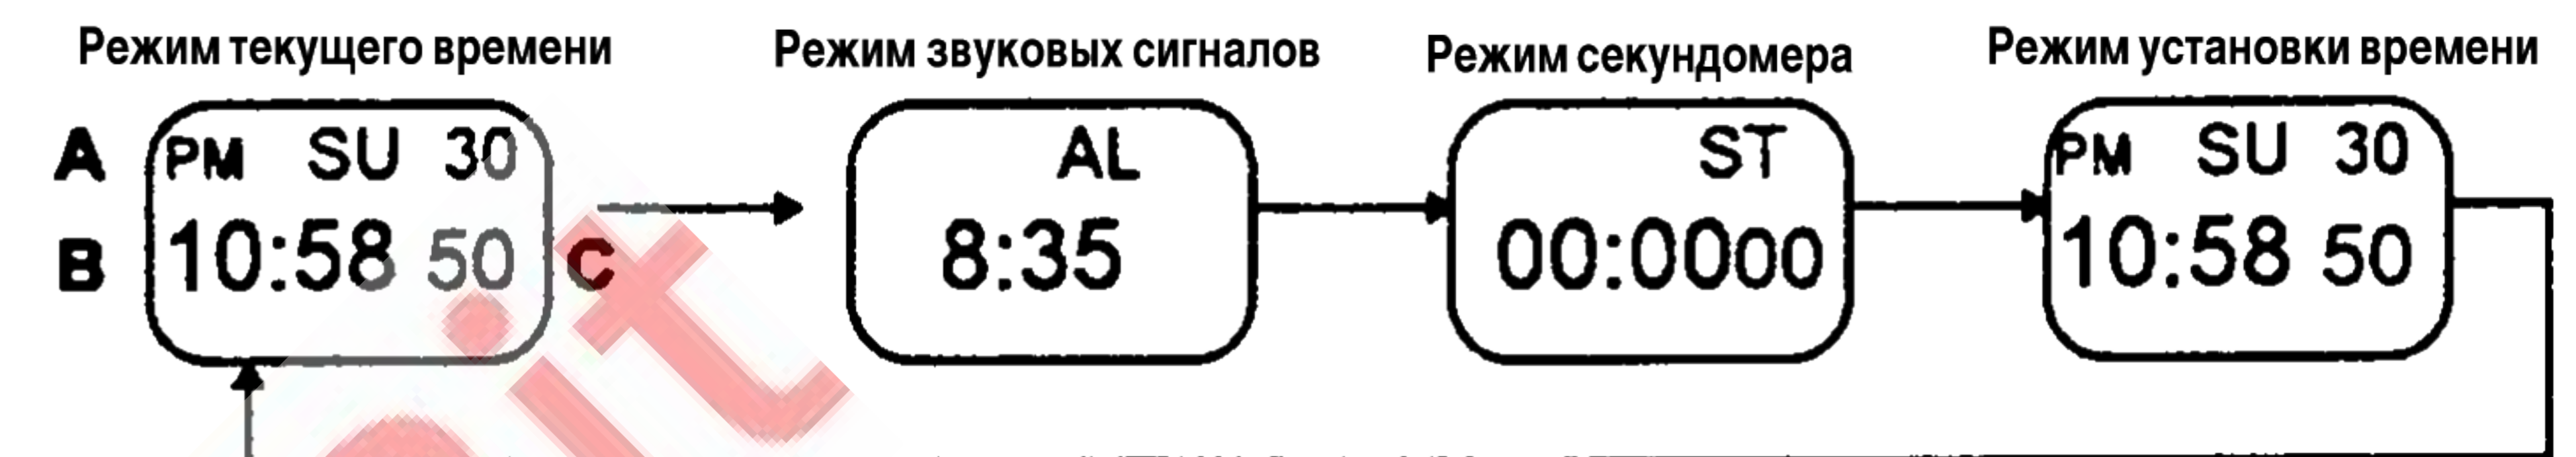 Режим текущего времени Режим звуковых сигналов Режим секундомера Режим установки времени
A PM SU 30 AL ST PM SU 30
B 10:58 50 C 8:35 00:0000 10:58 50